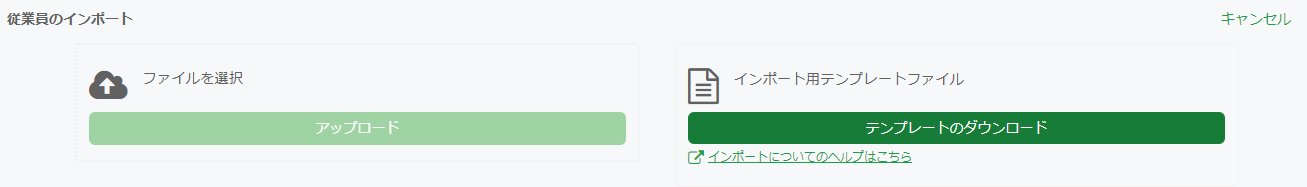 従業員のインポート
キャンセル
ファイルを選択
アップロード
インポート用テンプレートファイル
テンプレートのダウンロード
インポートについてのヘルプはこちら